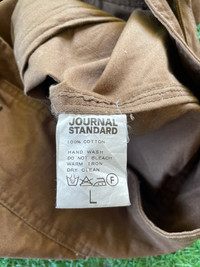 JOURNAL
STANDARD
100% COTTON
HAND WASH
DO NOT BLEACH
WARM IRON
DRY CLEAN
F
L